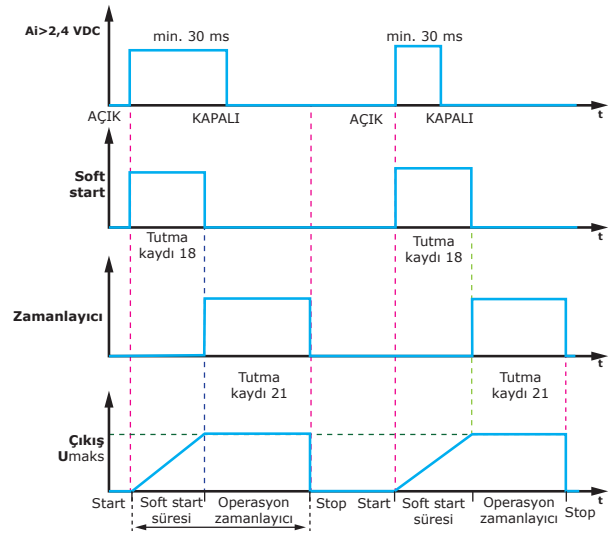 Ai>2,4 VDC
min. 30 ms
min. 30 ms
AÇIK
KAPALI
AÇIK
KAPALI
t
Soft
start
t
Tutma
kaydı 18
Tutma
kaydı 18
Zamanlayıcı
t
Tutma
kaydı 21
Tutma
kaydı 21
Çıkış
Umaks
t
Start
Soft start
süresi
Operasyon
zamanlayıcı
Stop
Start
Soft start
süresi
Operasyon
zamanlayıcı
Stop